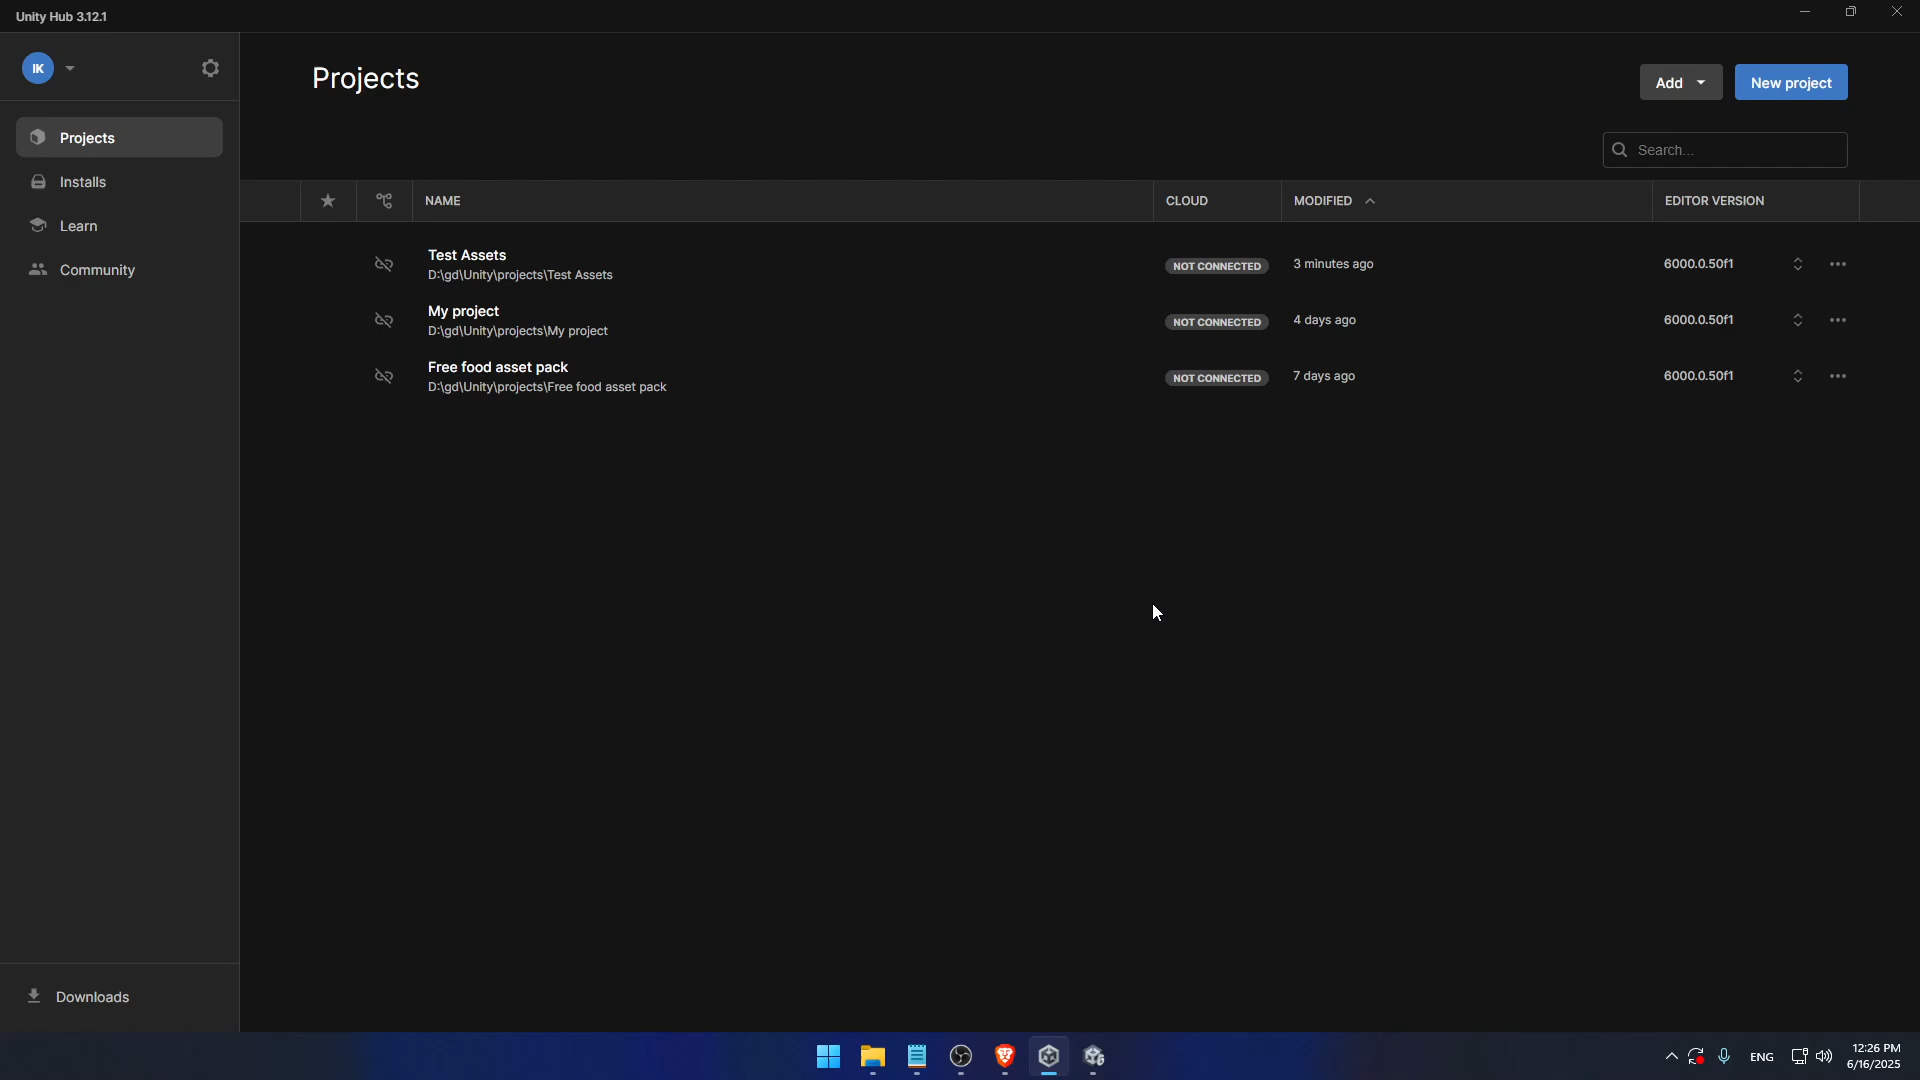 Unity Hub 3.12.1
IK
Projects
Installs
Learn
Community
Downloads
Projects
Add
New project
Search...
NAME
CLOUD
MODIFIED
EDITOR VERSION
Test Assets
D:\gd\Unity\projects\Test Assets
NOT CONNECTED
3 minutes ago
6000.0.50f1
My project
D:\gd\Unity\projects\My project
NOT CONNECTED
4 days ago
6000.0.50f1
Free food asset pack
D:\gd\Unity\projects\Free food asset pack
NOT CONNECTED
7 days ago
6000.0.50f1
ENG
12:26 PM
6/16/2025